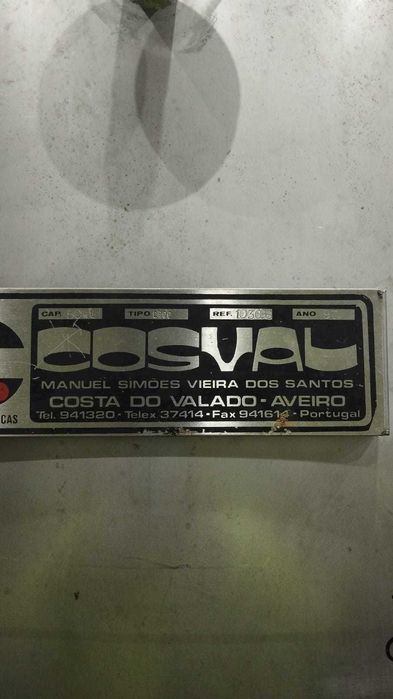 CAP. TIPO REF. ANO
COSVAL
MANUEL SIMÕES VIEIRA DOS SANTOS
COSTA DO VALADO - AVEIRO
Tel. 941320 - Telex 37414 - Fax 941614 - Portugal
CAS